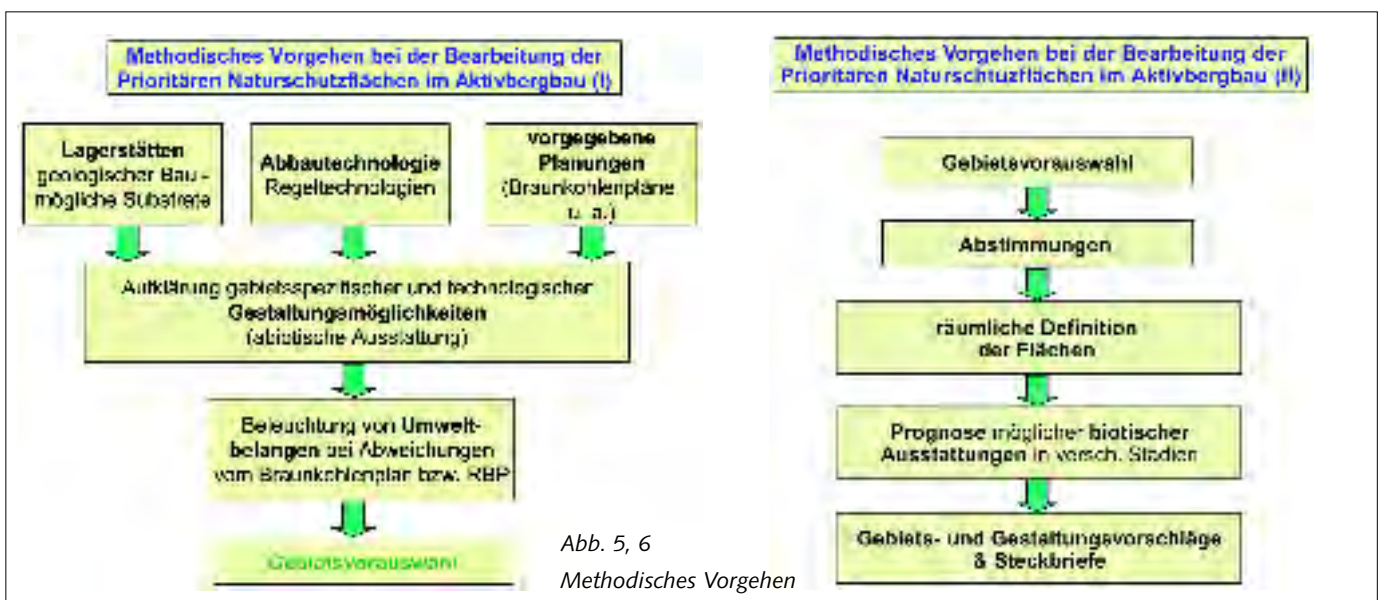 Methodisches Vorgehen bei der Bearbeitung der
Prioritären Naturschutzflächen im Aktivbergbau (I)
Lagerstätten
geologischer Bau -
mögliche Substrate
Abbautechnologie
Regeltechnologien
vorgegebene
Planungen
(Braunkohlenpläne
u. a.)
Aufklärung gebietsspezifischer und technologischer
Gestaltungsmöglichkeiten
(abiotische Ausstattung)
Beleuchtung von Umwelt-
belangen bei Abweichungen
vom Braunkohlenplan bzw. RBP
Gebietsvorauswahl
Abb. 5, 6
Methodisches Vorgehen
Methodisches Vorgehen bei der Bearbeitung der
Prioritären Naturschtuzflächen im Aktivbergbau (II)
Gebietsvorauswahl
Abstimmungen
räumliche Definition
der Flächen
Prognose möglicher biotischer
Ausstattungen in versch. Stadien
Gebiets- und Gestaltungsvorschläge
& Steckbriefe